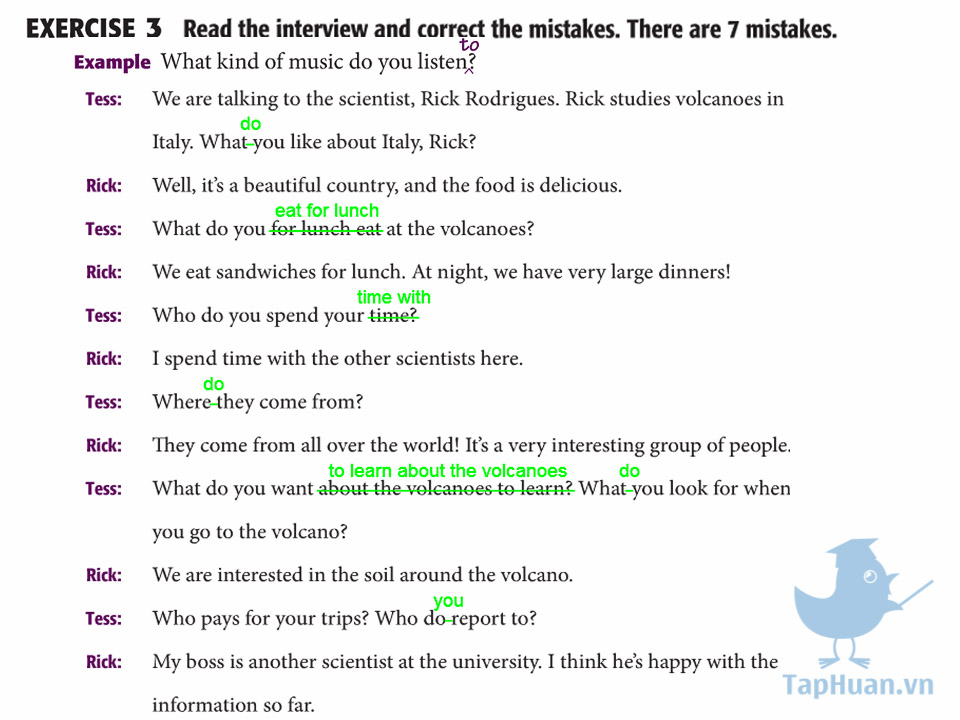 EXERCISE 3 Read the interview and correct the mistakes. There are 7 mistakes.
to
Example What kind of music do you listen^?
Tess: We are talking to the scientist, Rick Rodrigues. Rick studies volcanoes in
do
Italy. What you like about Italy, Rick?
Rick: Well, it's a beautiful country, and the food is delicious.
eat for lunch
Tess: What do you for lunch eat at the volcanoes?
Rick: We eat sandwiches for lunch. At night, we have very large dinners!
time with
Tess: Who do you spend your time?
Rick: I spend time with the other scientists here.
do
Tess: Where they come from?
Rick: They come from all over the world! It's a very interesting group of people.
to learn about the volcanoes do
Tess: What do you want about the volcanoes to learn? What you look for when
you go to the volcano?
Rick: We are interested in the soil around the volcano.
you
Tess: Who pays for your trips? Who do report to?
Rick: My boss is another scientist at the university. I think he's happy with the
information so far.
TapHuan.vn